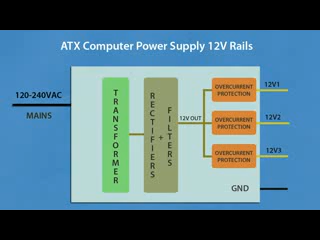 ATX Computer Power Supply 12V Rails
120-240VAC
MAINS
TRANSFORMER
RECTIFIERS
+
FILTERS
12V OUT
OVERCURRENT
PROTECTION
12V1
OVERCURRENT
PROTECTION
12V2
OVERCURRENT
PROTECTION
12V3
GND